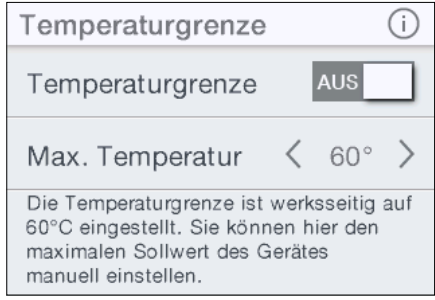 Temperaturgrenze
Temperaturgrenze AUS
Max. Temperatur < 60° >
Die Temperaturgrenze ist werksseitig auf
60°C eingestellt. Sie können hier den
maximalen Sollwert des Gerätes
manuell einstellen.